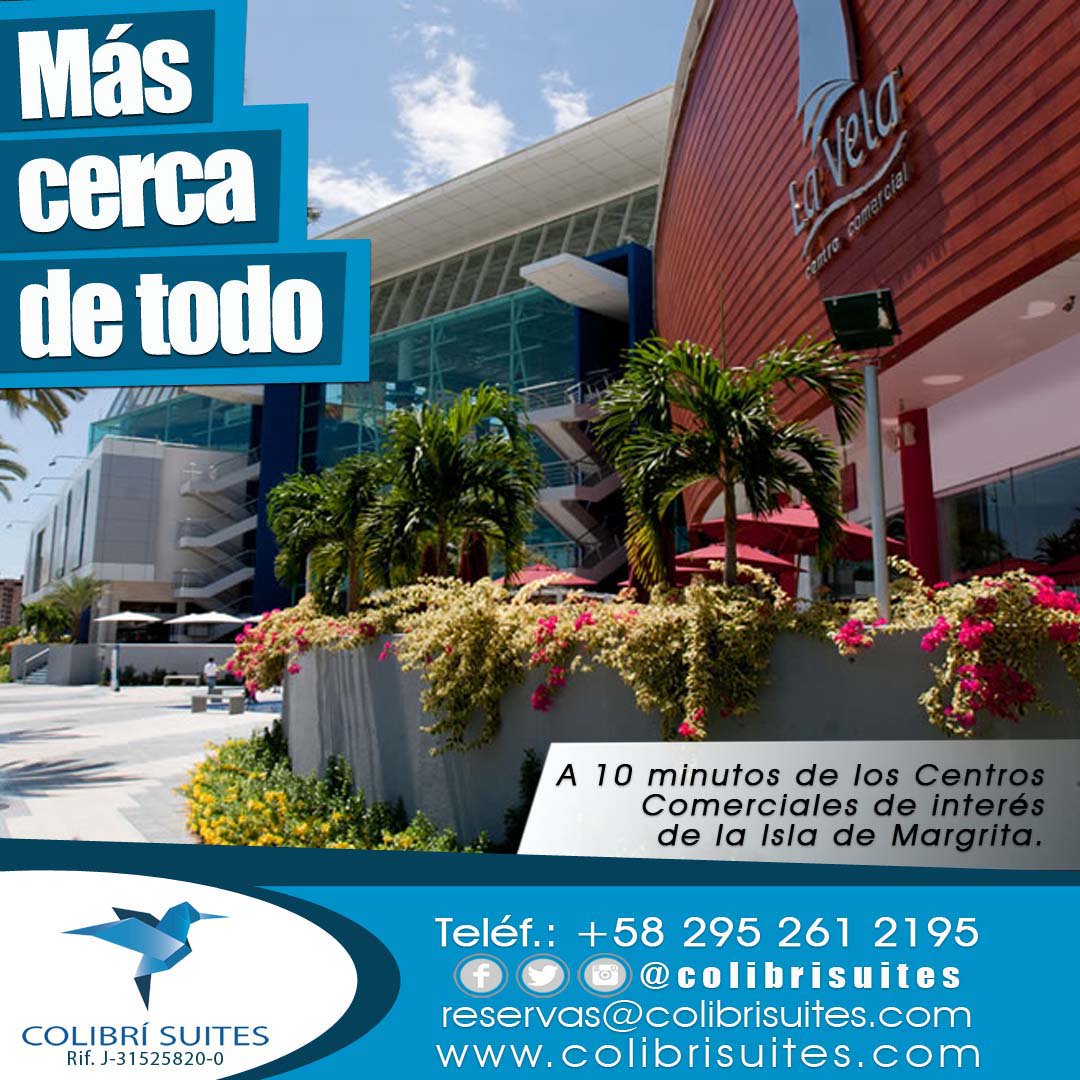 Más
cerca
de todo
La Vela
centro comercial
A 10 minutos de los Centros
Comerciales de interés
de la Isla de Margrita.
COLIBRÍ SUITES
Rif. J-31525820-0
Teléf.: +58 295 261 2195
@colibrisuites
reservas@colibrisuites.com
www.colibrisuites.com